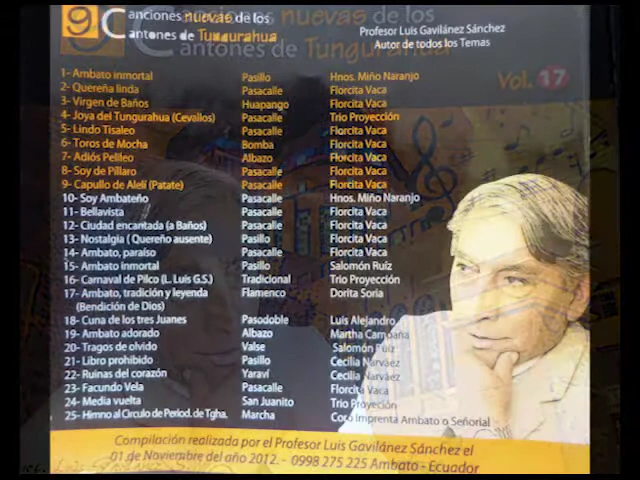 9 Canciones nuevas de los
Cantones de Tungurahua
Profesor Luis Gavilánez Sánchez
Autor de todos los Temas
Vol. 17
1- Ambato inmortal Pasillo Hnos. Miño Naranjo
2- Quereña linda Pasacalle Florcita Vaca
3- Virgen de Baños Huapango Florcita Vaca
4- Joya del Tungurahua (Cevallos) Pasacalle Trio Proyección
5- Lindo Tisaleo Pasacalle Florcita Vaca
6- Toros de Mocha Bomba Florcita Vaca
7- Adiós Pelileo Albazo Florcita Vaca
8- Soy de Píllaro Pasacalle Florcita Vaca
9- Capullo de Alelí (Patate) Pasacalle Florcita Vaca
10- Soy Ambateño Pasacalle Hnos. Miño Naranjo
11- Bellavista Pasacalle Florcita Vaca
12- Ciudad encantada (a Baños) Pasacalle Florcita Vaca
13- Nostalgia ( Quereño ausente) Pasillo Florcita Vaca
14- Ambato, paraíso Pasacalle Florcita Vaca
15- Ambato inmortal Pasillo Salomón Ruíz
16- Carnaval de Pilco (L. Luis G.S.) Tradicional Trio Proyección
17- Ambato, tradición y leyenda Flamenco Dorita Soria
(Bendición de Dios)
18- Cuna de los tres Juanes Pasodoble Luis Alejandro
19- Ambato adorado Albazo Martha Campaña
20- Tragos de olvido Valse Salomón Ruiz
21- Libro prohibido Pasillo Cecilia Narváez
22- Ruinas del corazón Yaraví Cecilia Narváez
23- Facundo Vela Pasacalle Florcita Vaca
24- Media vuelta San Juanito Trio Proyección
25- Himno al Circulo de Period. de Tgha. Marcha Coco Imprenta Ambato o Señorial
Compilación realizada por el Profesor Luis Gavilánez Sánchez el
01 de Noviembre del año 2012. - 0998 275 225 Ambato - Ecuador